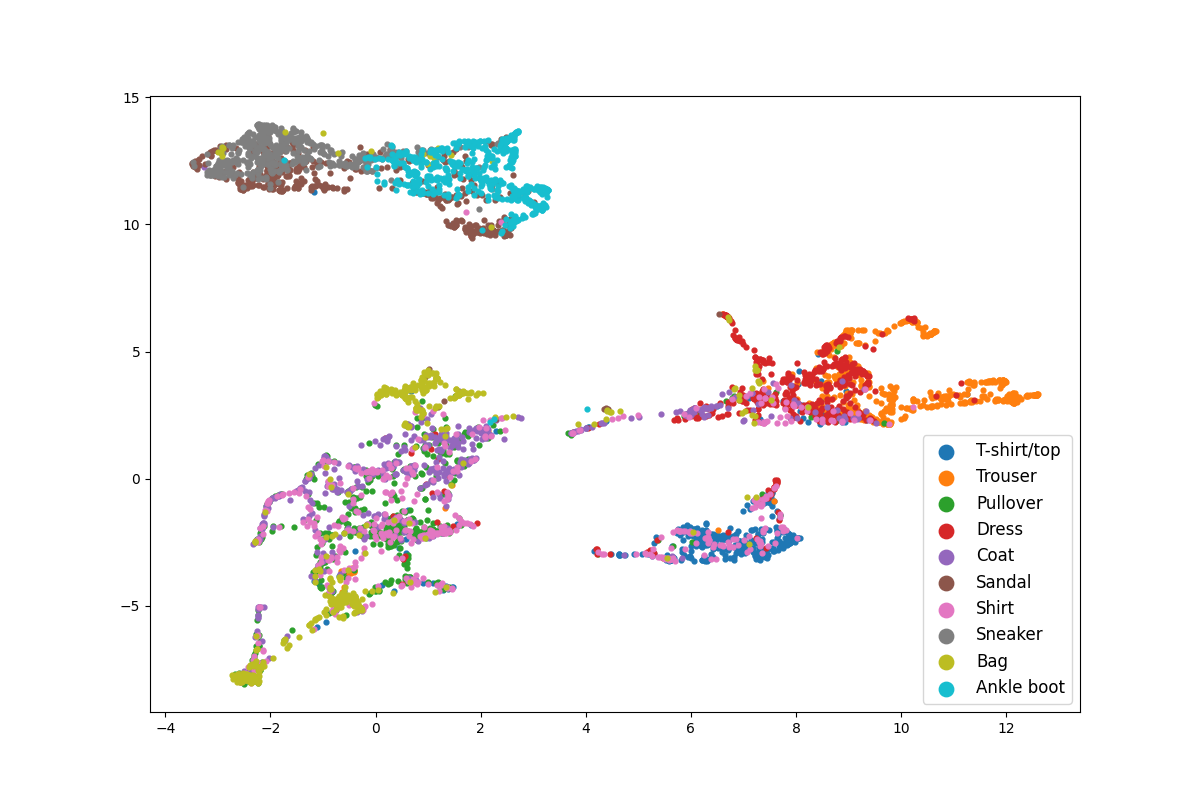 15
10
5
0
−5
−4
−2
0
2
4
6
8
10
12
T-shirt/top
Trouser
Pullover
Dress
Coat
Sandal
Shirt
Sneaker
Bag
Ankle boot